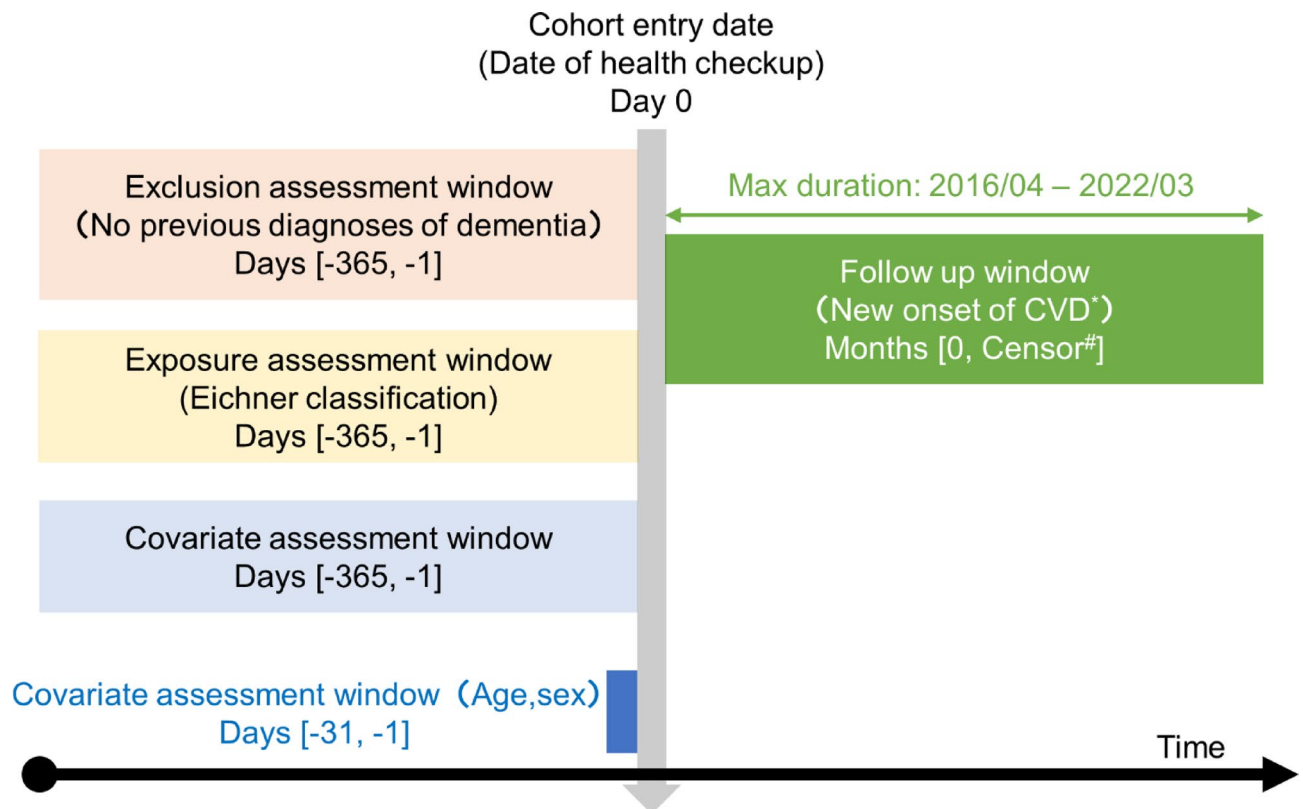 Cohort entry date
(Date of health checkup)
Day 0
Exclusion assessment window
（No previous diagnoses of dementia）
Days [-365, -1]
Max duration: 2016/04 – 2022/03
Follow up window
（New onset of CVD*）
Months [0, Censor#]
Exposure assessment window
(Eichner classification)
Days [-365, -1]
Covariate assessment window
Days [-365, -1]
Covariate assessment window（Age,sex）
Days [-31, -1]
Time